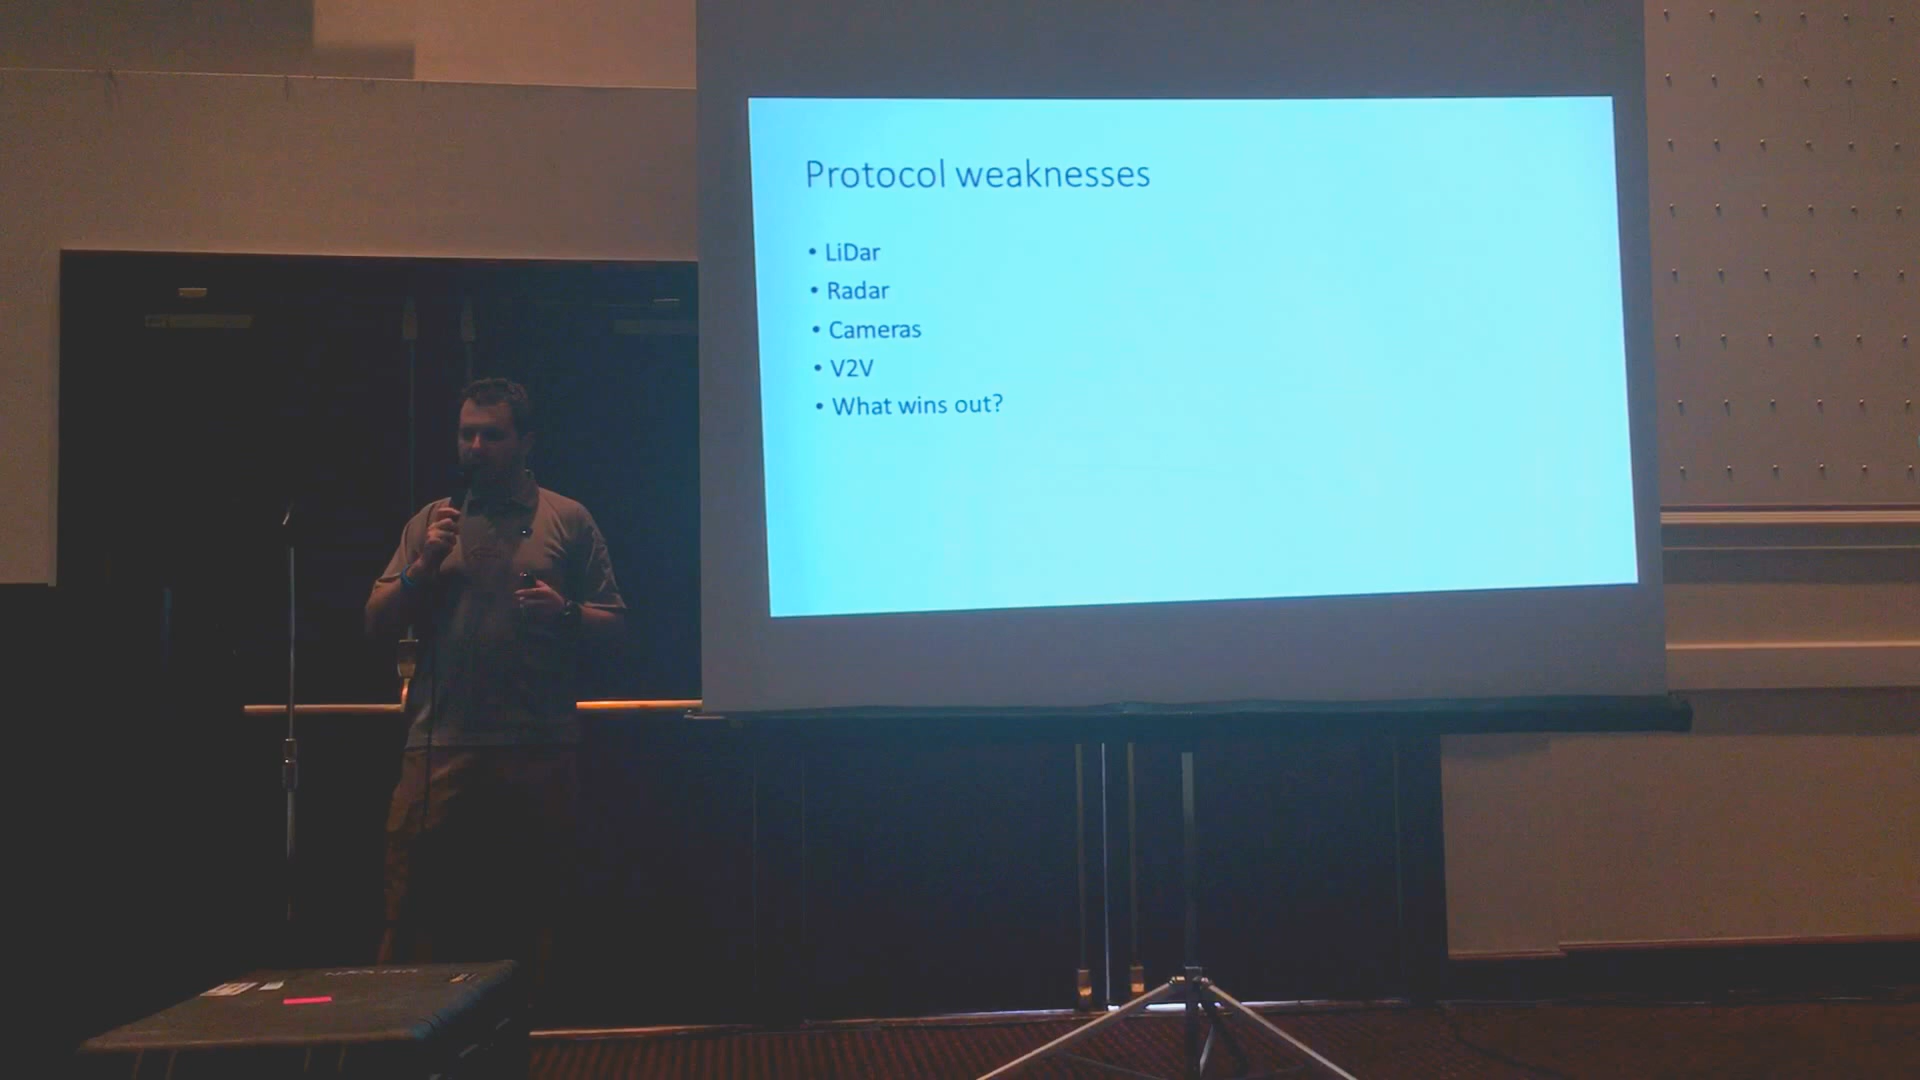 Protocol weaknesses
• LiDar
• Radar
• Cameras
• V2V
• What wins out?